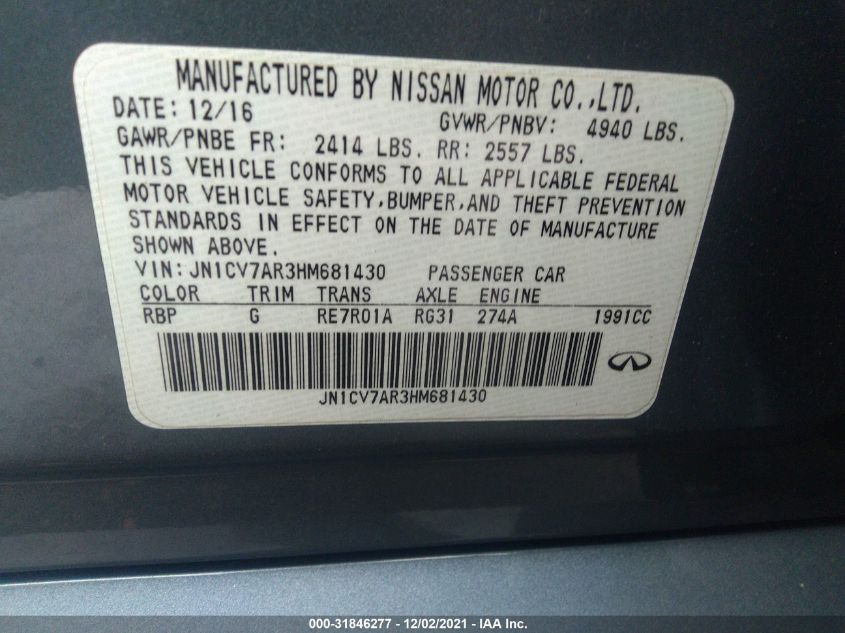 MANUFACTURED BY NISSAN MOTOR CO.,LTD.
DATE: 12/16 GVWR/PNBV: 4940 LBS.
GAWR/PNBE FR: 2414 LBS. RR: 2557 LBS.
THIS VEHICLE CONFORMS TO ALL APPLICABLE FEDERAL
MOTOR VEHICLE SAFETY,BUMPER,AND THEFT PREVENTION
STANDARDS IN EFFECT ON THE DATE OF MANUFACTURE
SHOWN ABOVE.
VIN:JN1CV7AR3HM681430 PASSENGER CAR
COLOR TRIM TRANS AXLE ENGINE
RBP G RE7R01A RG31 274A 1991CC
JN1CV7AR3HM681430
000-31846277 - 12/02/2021 - IAA Inc.